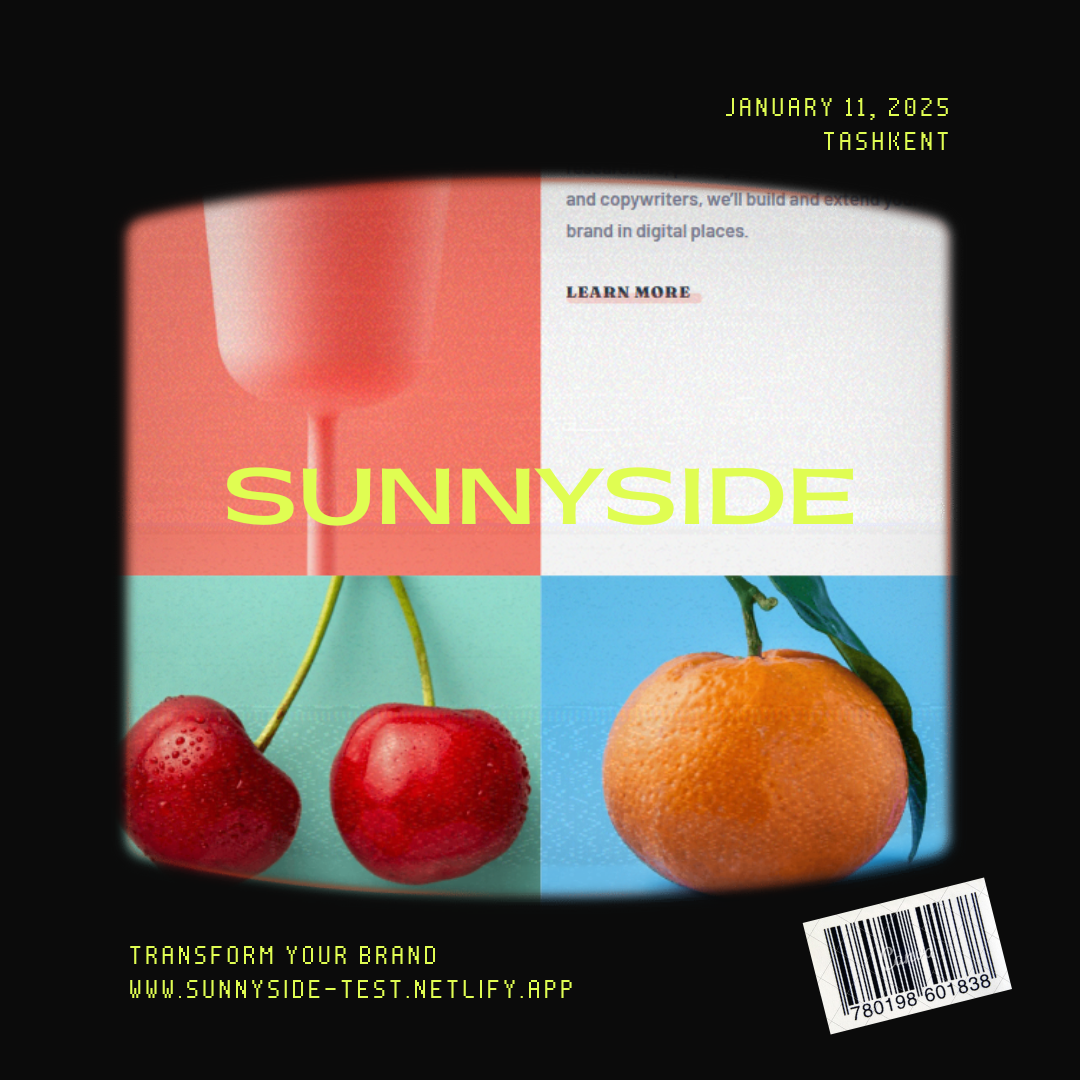 JANUARY 11, 2025
TASHKENT
and copywriters, we'll build and extend
brand in digital places.
LEARN MORE
SUNNYSIDE
TRANSFORM YOUR BRAND
WWW.SUNNYSIDE-TEST.NETLIFY.APP
Canva
780198 601838